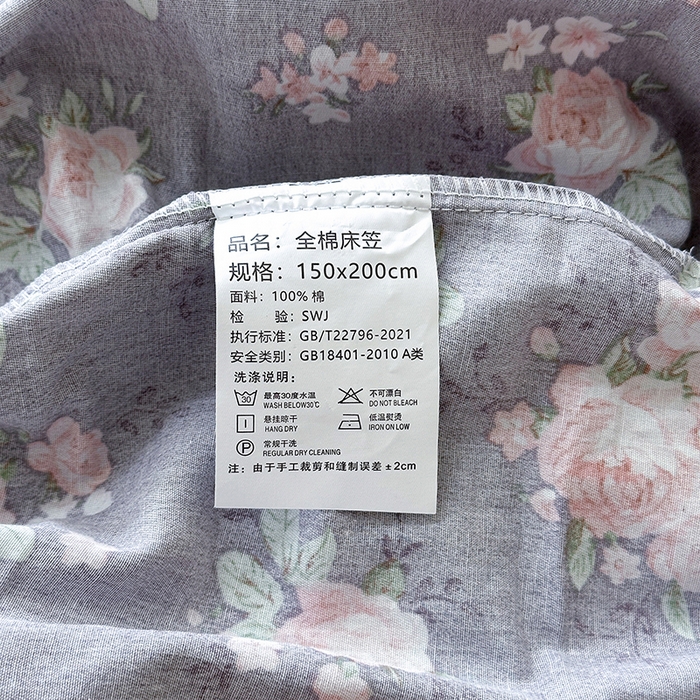 品名：全棉床笠
规格：150x200cm
面料：100% 棉
检 验：SWJ
执行标准：GB/T22796-2021
安全类别：GB18401-2010 A类
洗涤说明：
30 最高30度水温 不可漂白
WASH BELOW30℃ DO NOT BLEACH
悬挂晾干 低温熨烫
HANG DRY IRON ON LOW
P 常规干洗
REGULAR DRY CLEANING
注：由于手工裁剪和缝制误差±2cm